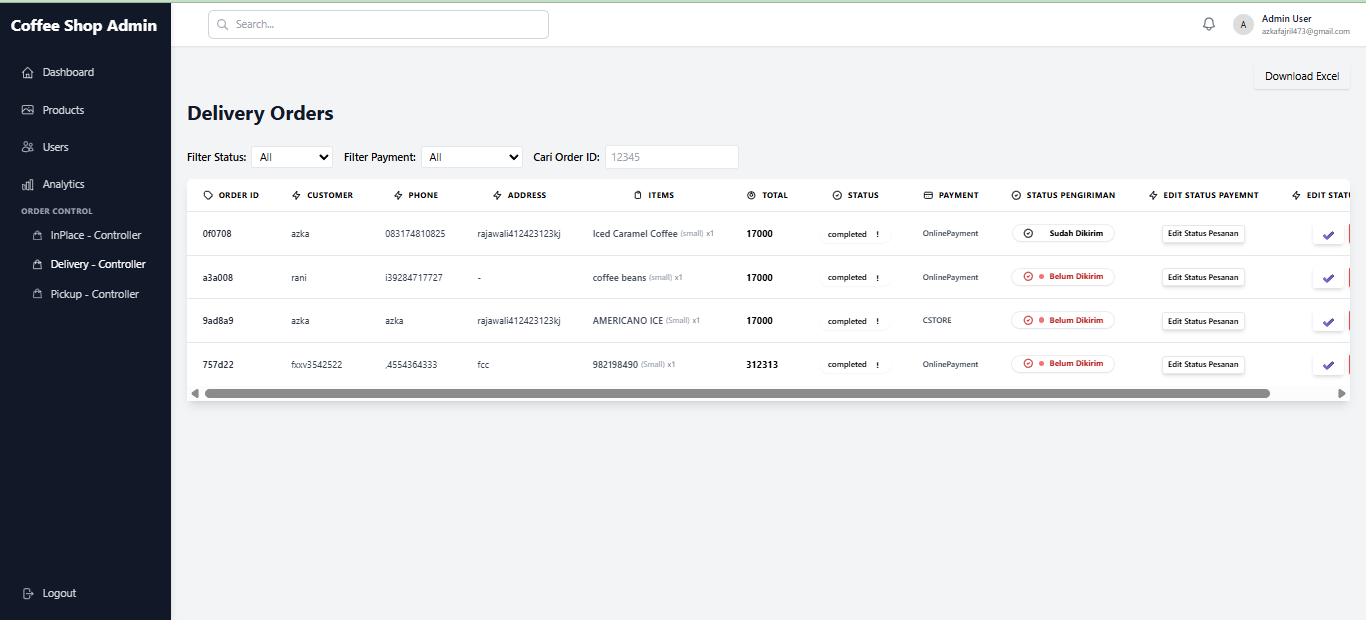 Coffee Shop Admin
Search...
A
Admin User
azkafajril473@gmail.com
Dashboard
Products
Users
Analytics
ORDER CONTROL
InPlace - Controller
Delivery - Controller
Pickup - Controller
Logout
Download Excel
Delivery Orders
Filter Status: All Filter Payment: All Cari Order ID: 12345
ORDER ID CUSTOMER PHONE ADDRESS ITEMS TOTAL STATUS PAYMENT STATUS PENGIRIMAN EDIT STATUS PAYEMNT EDIT STAT
0f0708 azka 083174810825 rajawali412423123kj Iced Caramel Coffee (small) x1 17000 completed ! OnlinePayment Sudah Dikirim Edit Status Pesanan
a3a008 rani i39284717727 - coffee beans (small) x1 17000 completed ! OnlinePayment Belum Dikirim Edit Status Pesanan
9ad8a9 azka azka rajawali412423123kj AMERICANO ICE (Small) x1 17000 completed ! CSTORE Belum Dikirim Edit Status Pesanan
757d22 fxxv3542522 ,4554364333 fcc 982198490 (Small) x1 312313 completed ! OnlinePayment Belum Dikirim Edit Status Pesanan